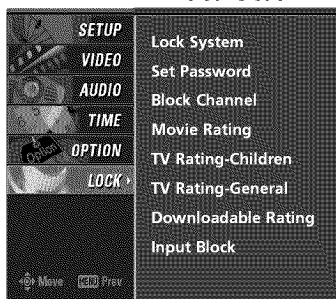 SETUP
VIDEO
AUDIO
TIME
OPTION
LOCK
Lock System
Set Password
Block Channel
Movie Rating
TV Rating-Children
TV Rating-General
Downloadable Rating
Input Block
Move MENU Prev